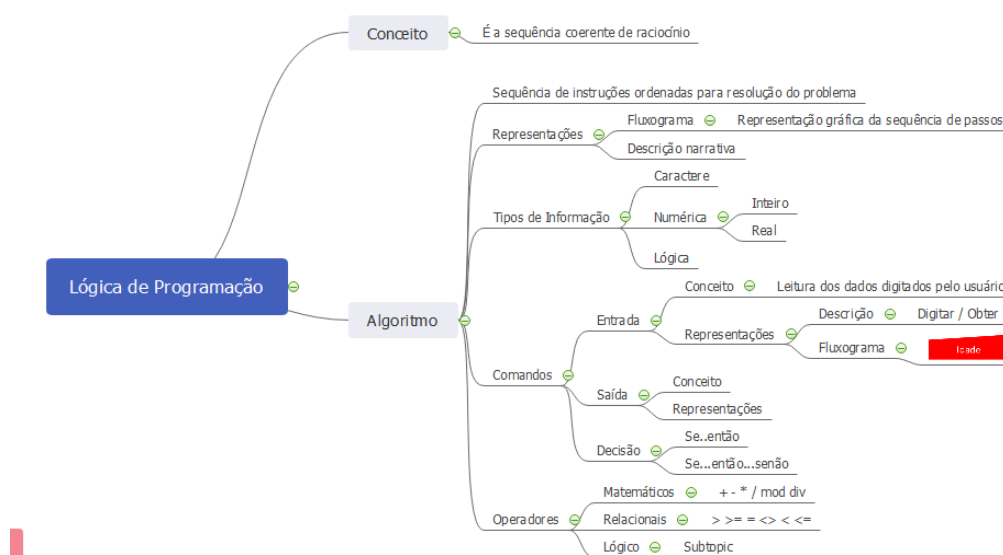 Conceito
É a sequência coerente de raciocínio
Sequência de instruções ordenadas para resolução do problema
Representações
Fluxograma
Representação gráfica da sequência de passos
Descrição narrativa
Tipos de Informação
Caractere
Numérica
Inteiro
Real
Lógica
Lógica de Programação
Algoritmo
Comandos
Entrada
Conceito
Leitura dos dados digitados pelo usuário
Representações
Descrição
Digitar / Obter
Fluxograma
Idade
Saída
Conceito
Representações
Decisão
Se..então
Se...então...senão
Operadores
Matemáticos
+ - * / mod div
Relacionais
> >= = <> < <=
Lógico
Subtopic